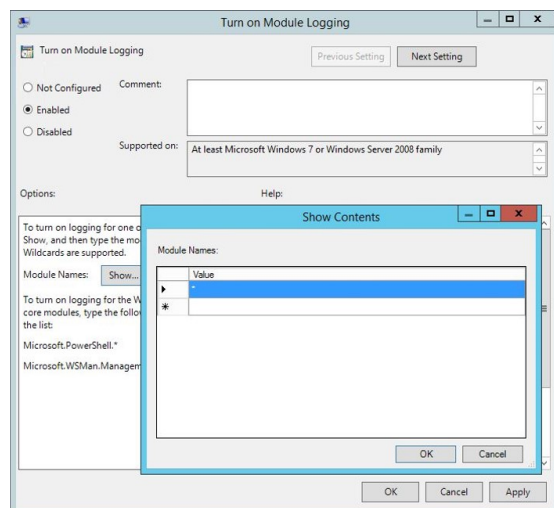 Turn on Module Logging
Turn on Module Logging
Previous Setting
Next Setting
Not Configured
Comment:
Enabled
Disabled
Supported on:
At least Microsoft Windows 7 or Windows Server 2008 family
Options:
Help:
To turn on logging for one o
Show, and then type the mo
Wildcards are supported.
Module Names:
Show...
To turn on logging for the W
core modules, type the follow
the list:
Microsoft.PowerShell.*
Microsoft.WSMan.Managem
Show Contents
Module Names:
Value
*
OK
Cancel
OK
Cancel
Apply